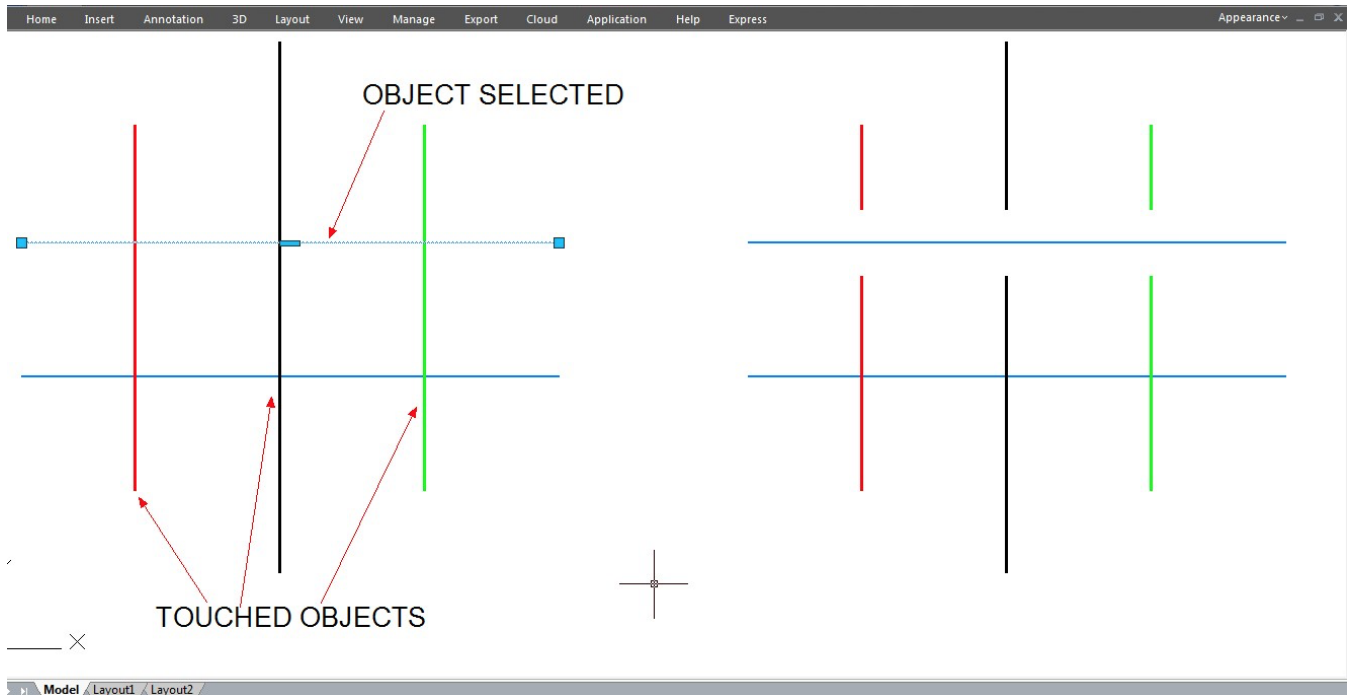 Home Insert Annotation 3D Layout View Manage Export Cloud Application Help Express Appearance
OBJECT SELECTED
TOUCHED OBJECTS
Model Layout1 Layout2